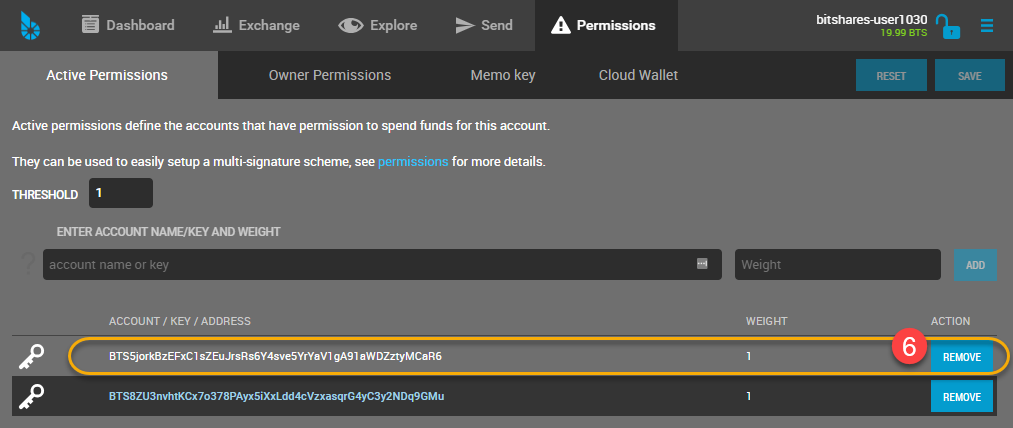 Dashboard Exchange Explore Send Permissions bitshares-user1030
19.99 BTS
Active Permissions Owner Permissions Memo key Cloud Wallet RESET SAVE
Active permissions define the accounts that have permission to spend funds for this account.
They can be used to easily setup a multi-signature scheme, see permissions for more details.
THRESHOLD 1
ENTER ACCOUNT NAME/KEY AND WEIGHT
? account name or key Weight ADD
ACCOUNT / KEY / ADDRESS WEIGHT ACTION
BTS5jorkBzEFxC1sZEuJrsRs6Y4sve5YrYaV1gA91aWDZztyMCaR6 1 6 REMOVE
BTS8ZU3nvhtKCx7o378PAyx5iXxLdd4cVzxasqrG4yC3y2NDq9GMu 1 REMOVE